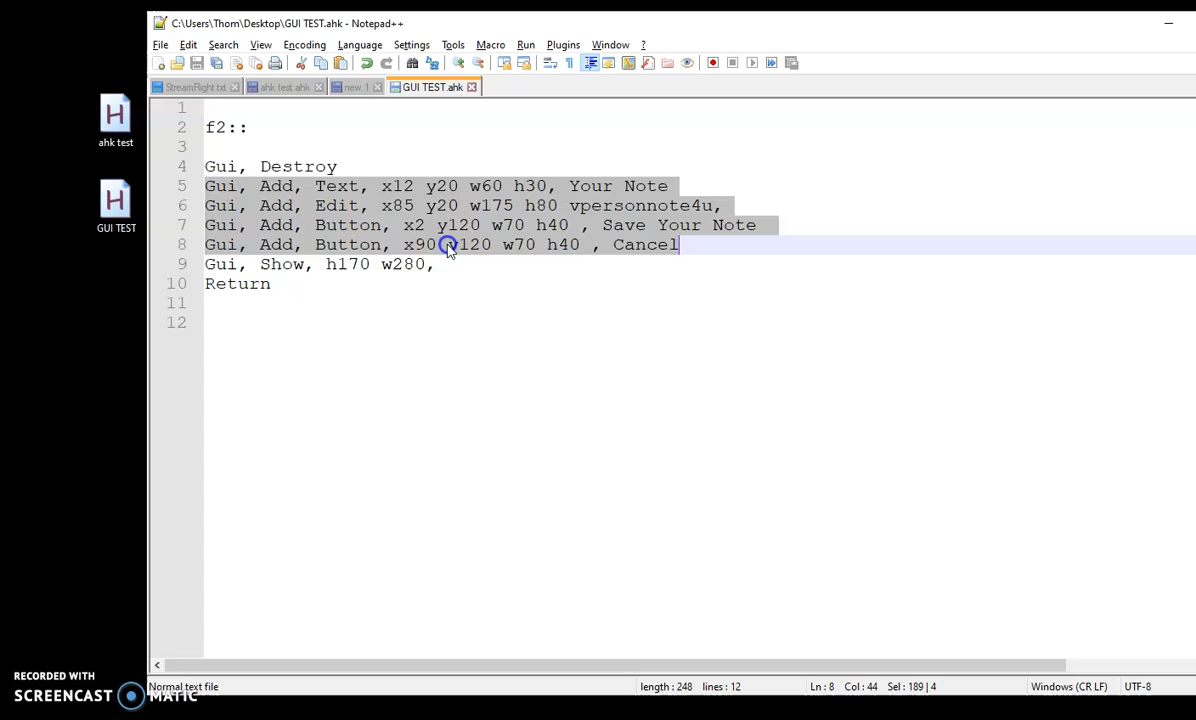 C:\Users\Thom\Desktop\GUI TEST.ahk - Notepad++
File Edit Search View Encoding Language Settings Tools Macro Run Plugins Window ?
StreamRight.txt ahk test.ahk new 1 GUI TEST.ahk
1
2 f2::
3
4 Gui, Destroy
5 Gui, Add, Text, x12 y20 w60 h30, Your Note
6 Gui, Add, Edit, x85 y20 w175 h80 vpersonnote4u,
7 Gui, Add, Button, x2 y120 w70 h40 , Save Your Note
8 Gui, Add, Button, x90 y120 w70 h40 , Cancel
9 Gui, Show, h170 w280,
10 Return
11
12
ahk test
GUI TEST
Normal text file length : 248 lines : 12 Ln : 8 Col : 44 Sel : 189 | 4 Windows (CR LF) UTF-8
RECORDED WITH
SCREENCAST MATIC